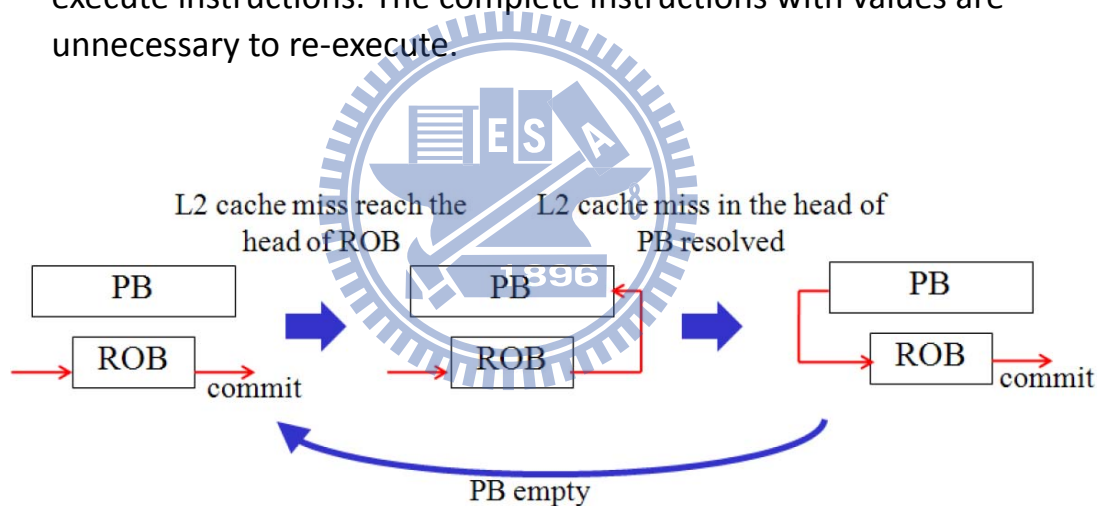 execute instructions. The complete instructions with values are
unnecessary to re-execute.
E S A
L2 cache miss reach the
head of ROB
L2 cache miss in the head of
PB resolved
1896
PB
PB
PB
ROB
commit
ROB
ROB
commit
PB empty